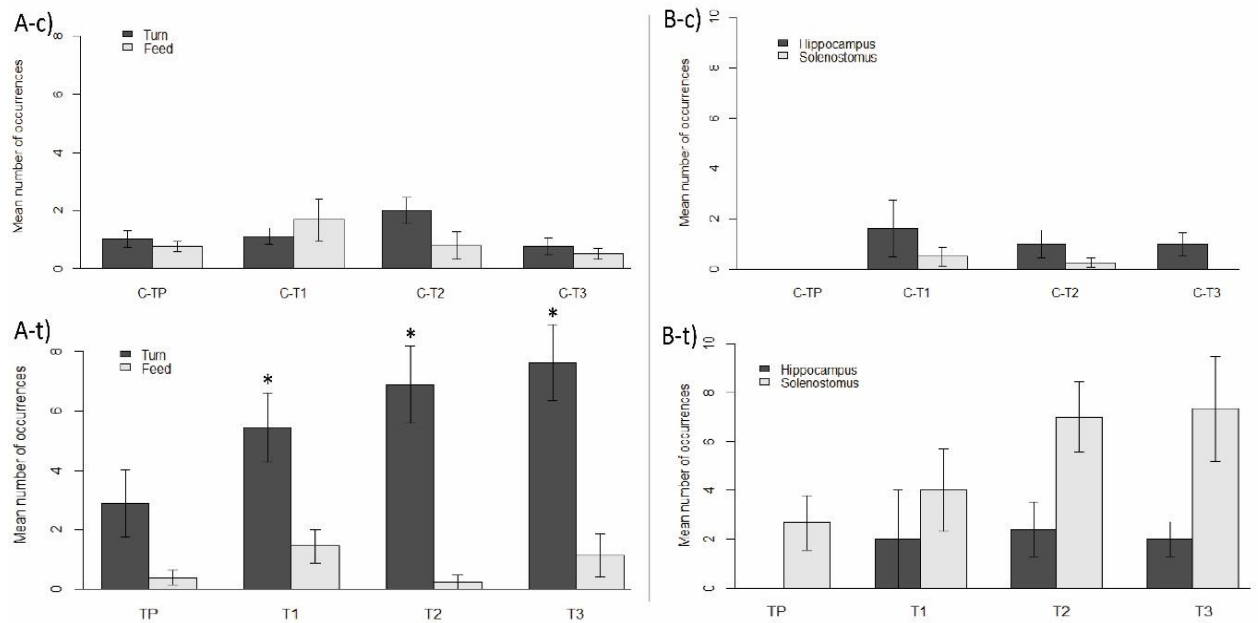 A-c)
Turn
Feed
Mean number of occurrences
8
6
4
2
0
C-TP C-T1 C-T2 C-T3
B-c)
Hippocampus
Solenostomus
Mean number of occurrences
10
8
6
4
2
0
C-TP C-T1 C-T2 C-T3
A-t)
Turn
Feed
Mean number of occurrences
8
6
4
2
0
* * *
TP T1 T2 T3
B-t)
Hippocampus
Solenostomus
Mean number of occurrences
10
8
6
4
2
0
TP T1 T2 T3